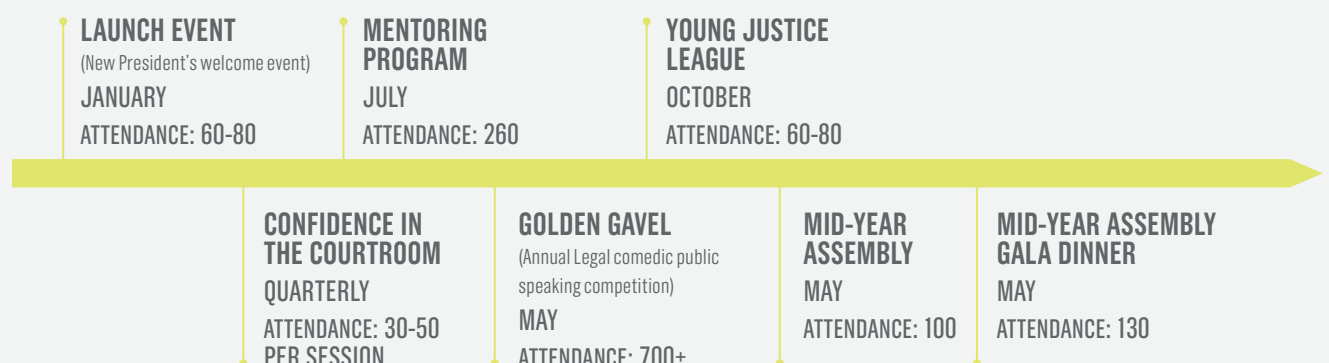 LAUNCH EVENT
(New President's welcome event)
JANUARY
ATTENDANCE: 60-80
MENTORING
PROGRAM
JULY
ATTENDANCE: 260
YOUNG JUSTICE
LEAGUE
OCTOBER
ATTENDANCE: 60-80
CONFIDENCE IN
THE COURTROOM
QUARTERLY
ATTENDANCE: 30-50
PER SESSION
GOLDEN GAVEL
(Annual Legal comedic public
speaking competition)
MAY
ATTENDANCE: 700+
MID-YEAR
ASSEMBLY
MAY
ATTENDANCE: 100
MID-YEAR ASSEMBLY
GALA DINNER
MAY
ATTENDANCE: 130